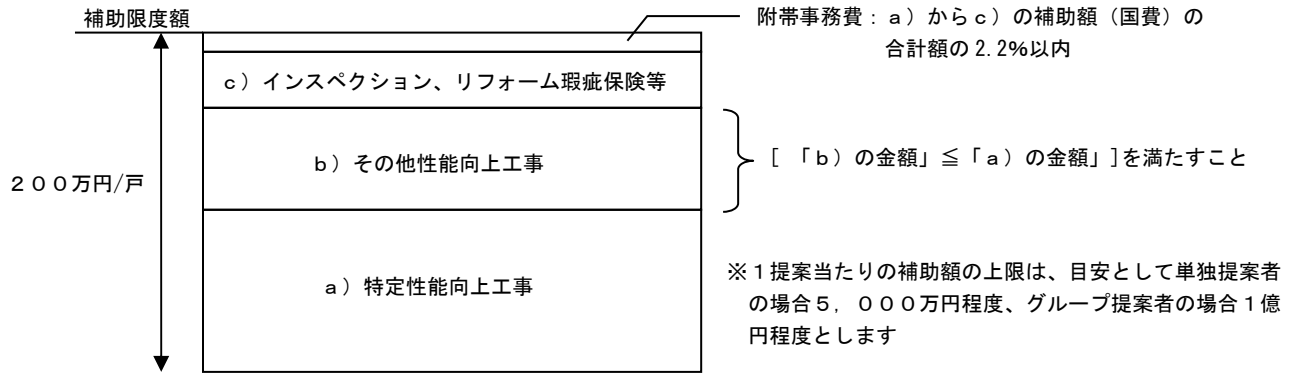 補助限度額
附帯事務費：ａ）からｃ）の補助額（国費）の
合計額の2.2%以内
ｃ）インスペクション、リフォーム瑕疵保険等
ｂ）その他性能向上工事
［ 「ｂ）の金額」≦「ａ）の金額」］を満たすこと
２００万円/戸
ａ）特定性能向上工事
※１提案当たりの補助額の上限は、目安として単独提案者
の場合５，０００万円程度、グループ提案者の場合１億
円程度とします